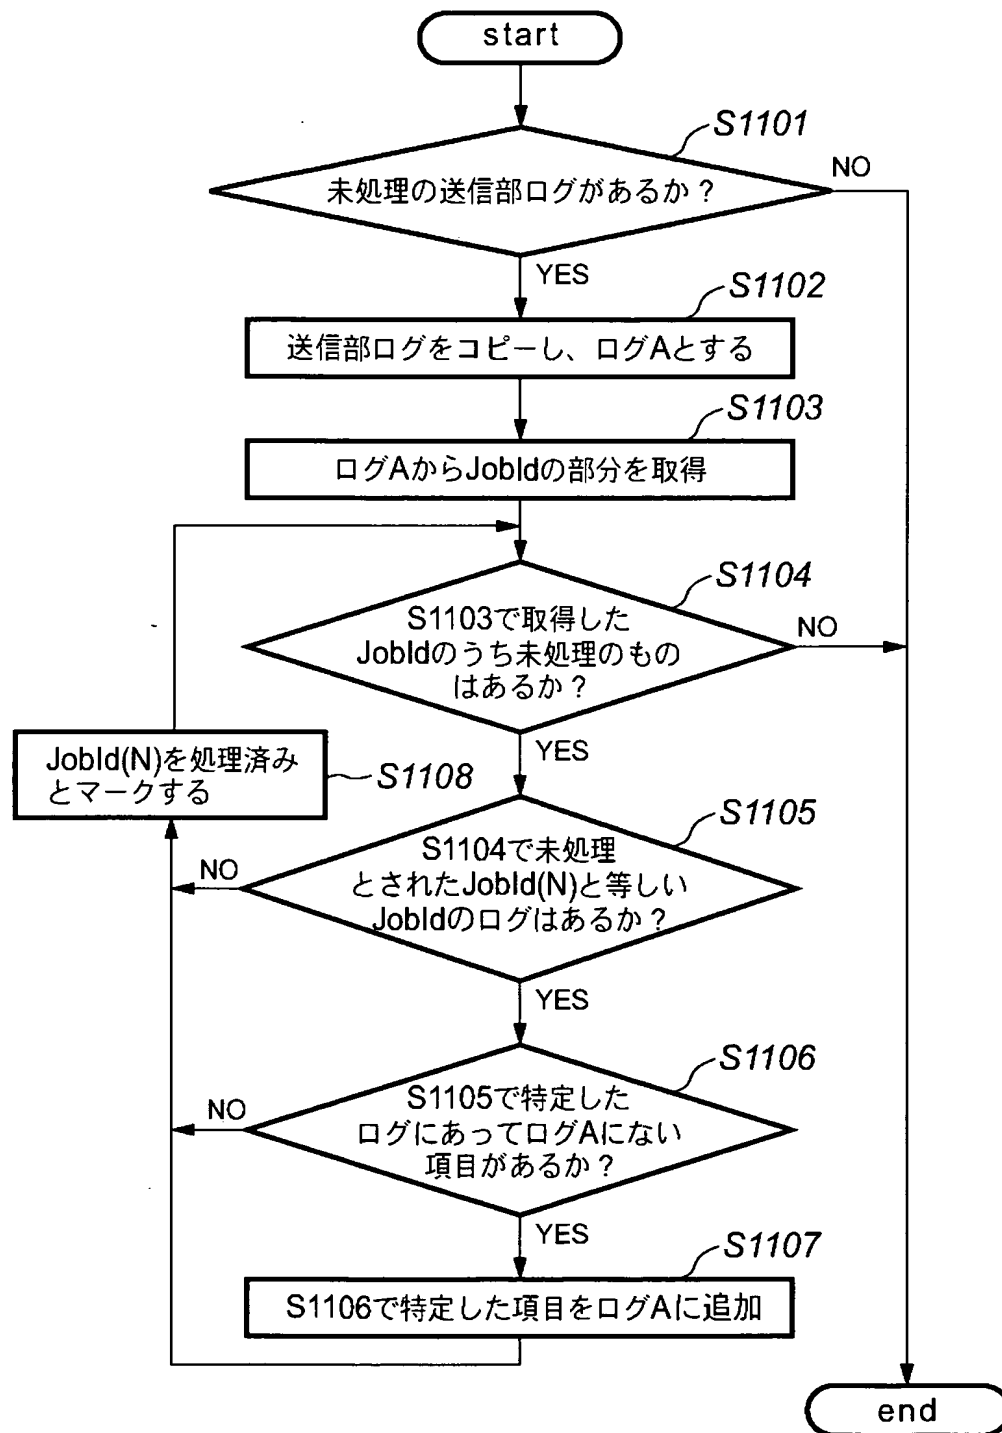 start
S1101
未処理の送信部ログがあるか？
NO
YES
S1102
送信部ログをコピーし、ログAとする
S1103
ログAからJobIdの部分を取得
S1104
S1103で取得した
JobIdのうち未処理のもの
はあるか？
NO
YES
JobId(N)を処理済み
とマークする
S1108
S1105
S1104で未処理
とされたJobId(N)と等しい
JobIdのログはあるか？
NO
YES
S1106
S1105で特定した
ログにあってログAにない
項目があるか？
NO
YES
S1107
S1106で特定した項目をログAに追加
end